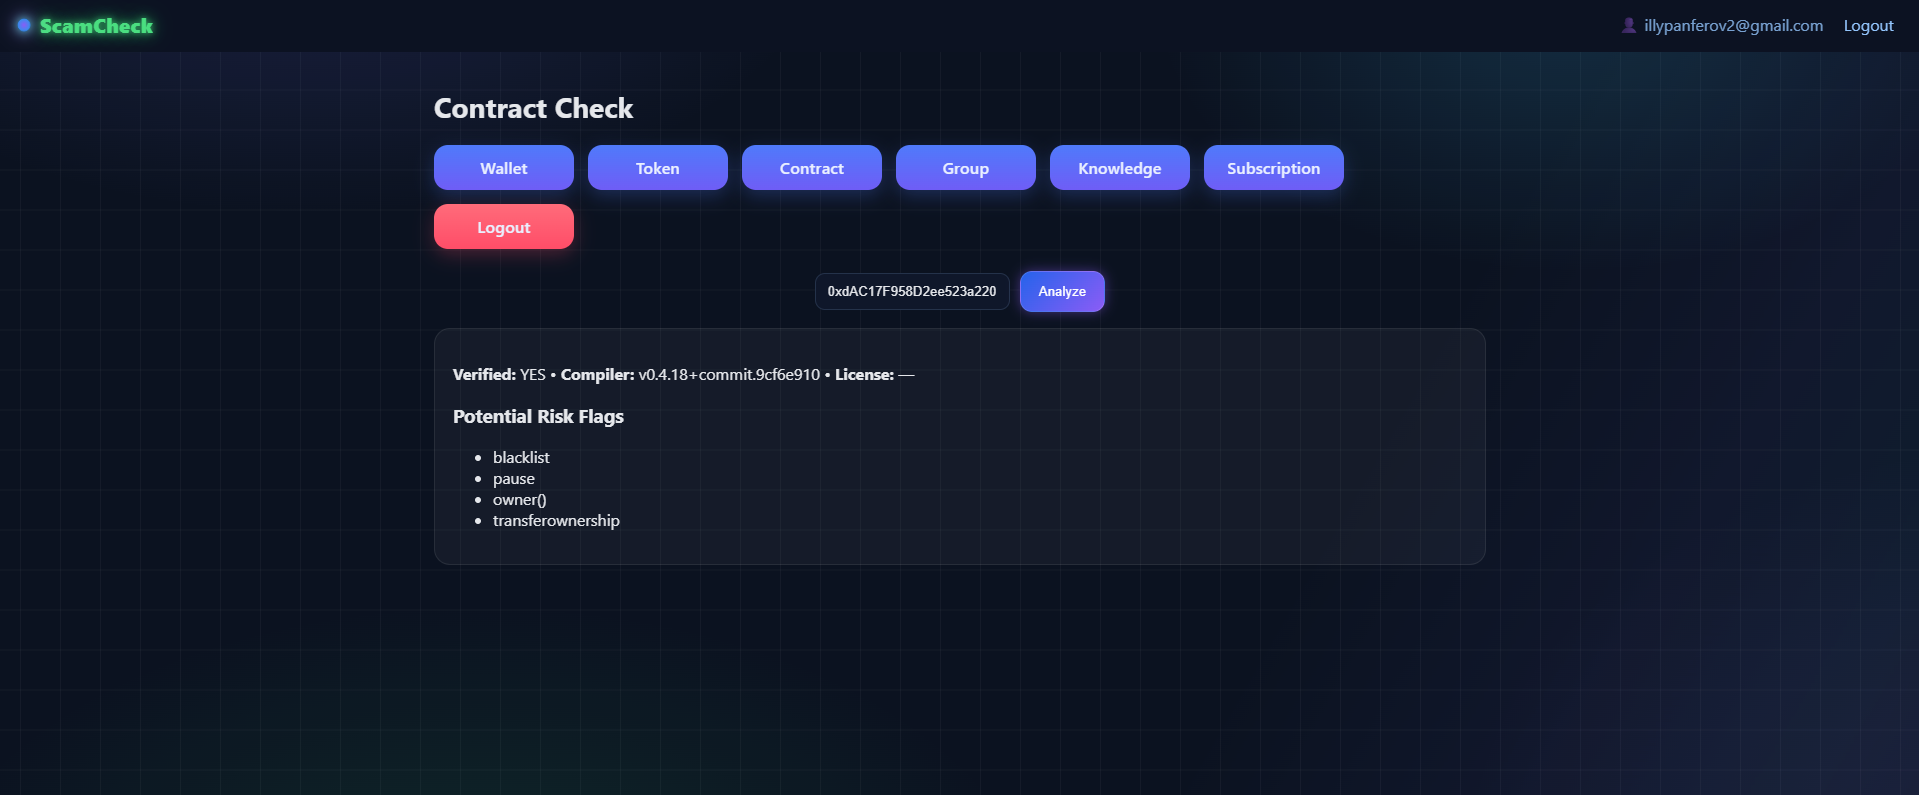 ScamCheck
illypanferov2@gmail.com Logout
Contract Check
Wallet Token Contract Group Knowledge Subscription
Logout
0xdAC17F958D2ee523a220 Analyze
Verified: YES • Compiler: v0.4.18+commit.9cf6e910 • License: —
Potential Risk Flags
• blacklist
• pause
• owner()
• transferownership